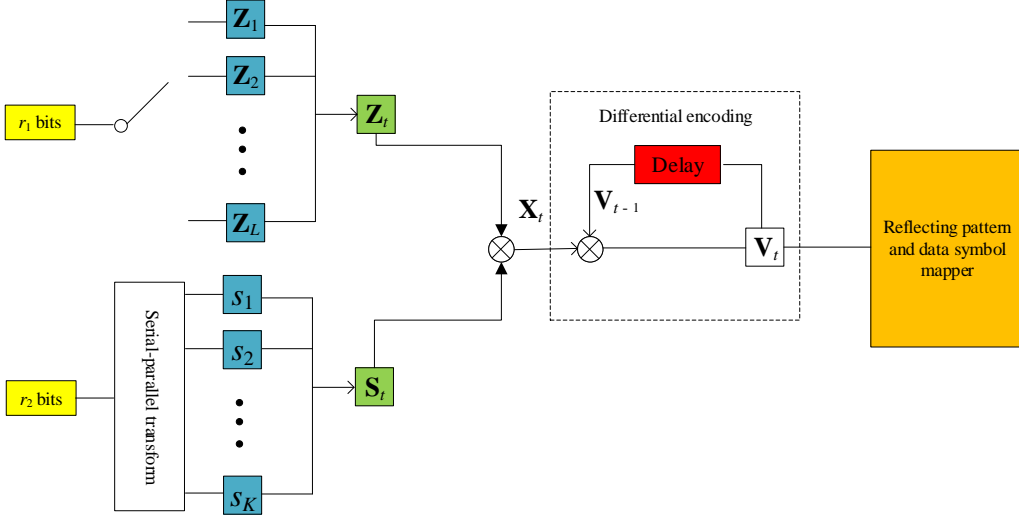 Z1
Z2
ZL
r1 bits
Zt
Differential encoding
Delay
Vt - 1
Xt
Vt
Reflecting pattern
and data symbol
mapper
Serial-parallel transform
s1
s2
sK
r2 bits
St